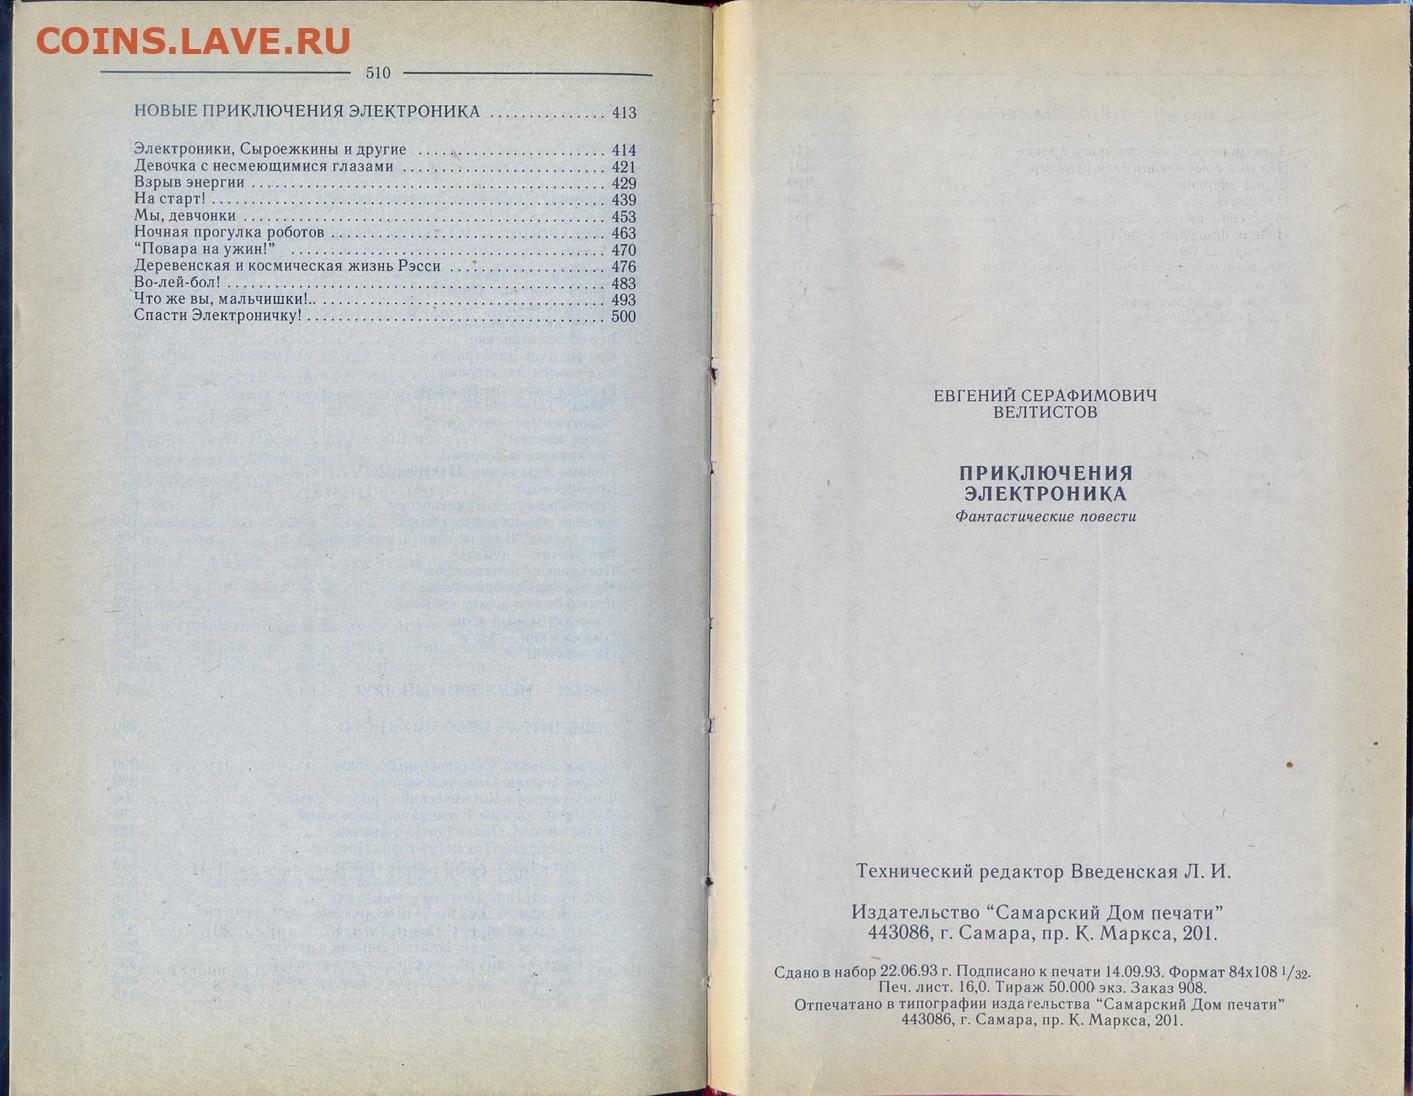 COINS.LAVE.RU
510
НОВЫЕ ПРИКЛЮЧЕНИЯ ЭЛЕКТРОНИКА ............... 413
Электроники, Сыроежкины и другие ........................ 414
Девочка с несмеющимися глазами .......................... 421
Взрыв энергии ............................................. 429
На старт! .................................................. 439
Мы, девчонки .............................................. 453
Ночная прогулка роботов ................................... 463
“Повара на ужин!” ........................................ 470
Деревенская и космическая жизнь Рэсси .................... 476
Во-лей-бол! ................................................ 483
Что же вы, мальчишки!.. .................................... 493
Спасти Электроничку! ...................................... 500
ЕВГЕНИЙ СЕРАФИМОВИЧ
ВЕЛТИСТОВ
ПРИКЛЮЧЕНИЯ
ЭЛЕКТРОНИКА
Фантастические повести
Технический редактор Введенская Л. И.
Издательство “Самарский Дом печати”
443086, г. Самара, пр. К. Маркса, 201.
Сдано в набор 22.06.93 г. Подписано к печати 14.09.93. Формат 84х108 1/32.
Печ. лист. 16,0. Тираж 50.000 экз. Заказ 908.
Отпечатано в типографии издательства “Самарский Дом печати”
443086, г. Самара, пр. К. Маркса, 201.